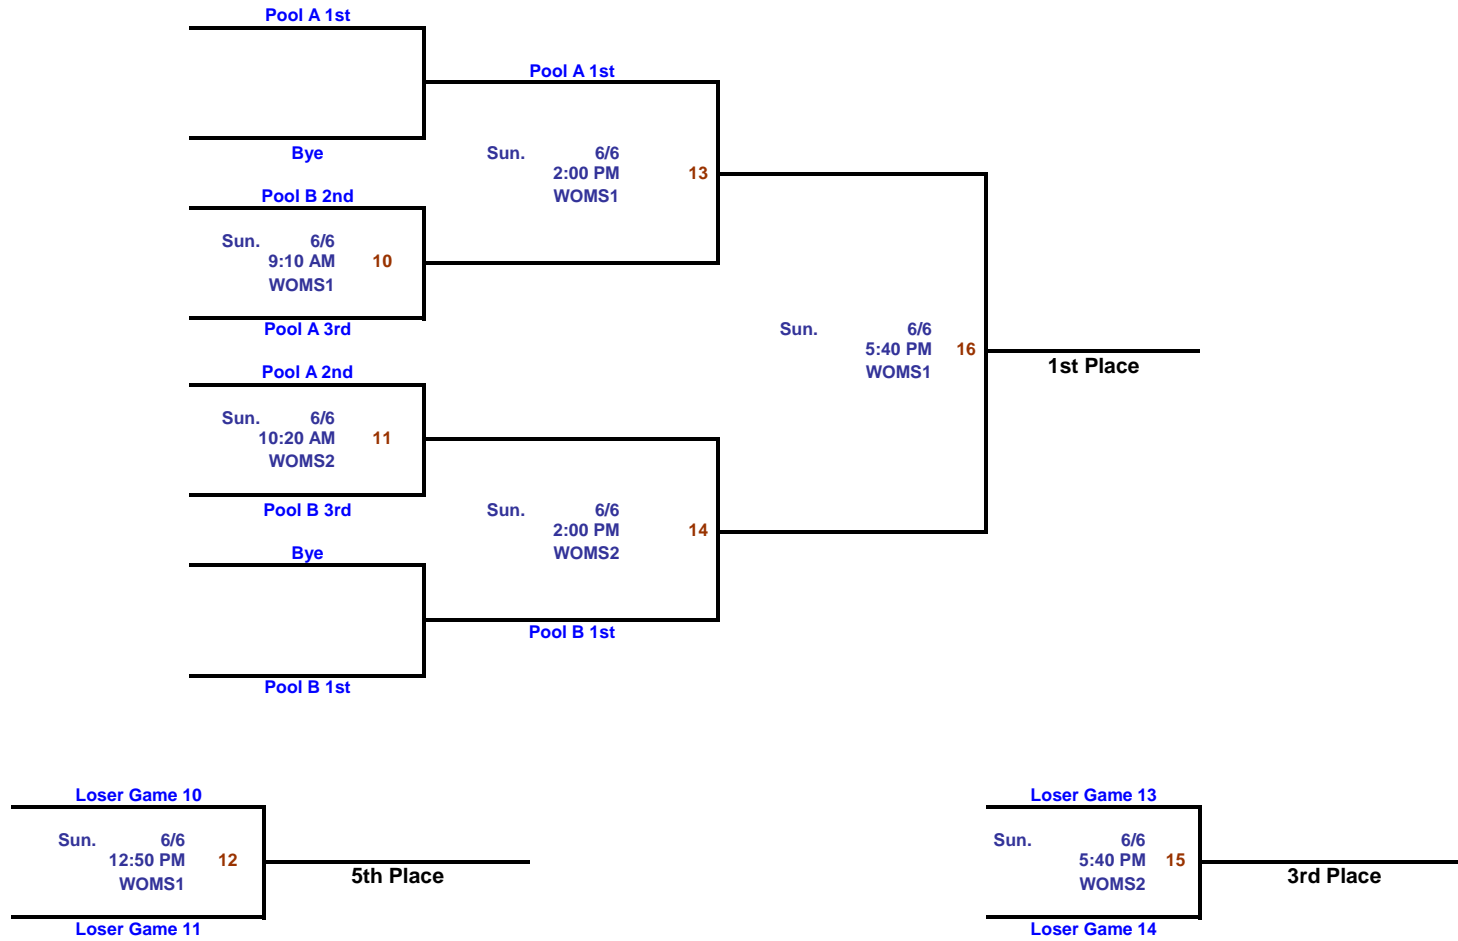 Pool A 1st
Pool A 1st
Bye
Sun. 6/6
2:00 PM 13
WOMS1
Pool B 2nd
Sun. 6/6
9:10 AM 10
WOMS1
Pool A 3rd
Sun. 6/6
5:40 PM 16
WOMS1
1st Place
Pool A 2nd
Sun. 6/6
10:20 AM 11
WOMS2
Pool B 3rd
Sun. 6/6
2:00 PM 14
WOMS2
Bye
Pool B 1st
Pool B 1st
Loser Game 10
Sun. 6/6
12:50 PM 12
WOMS1
5th Place
Loser Game 11
Loser Game 13
Sun. 6/6
5:40 PM 15
WOMS2
3rd Place
Loser Game 14